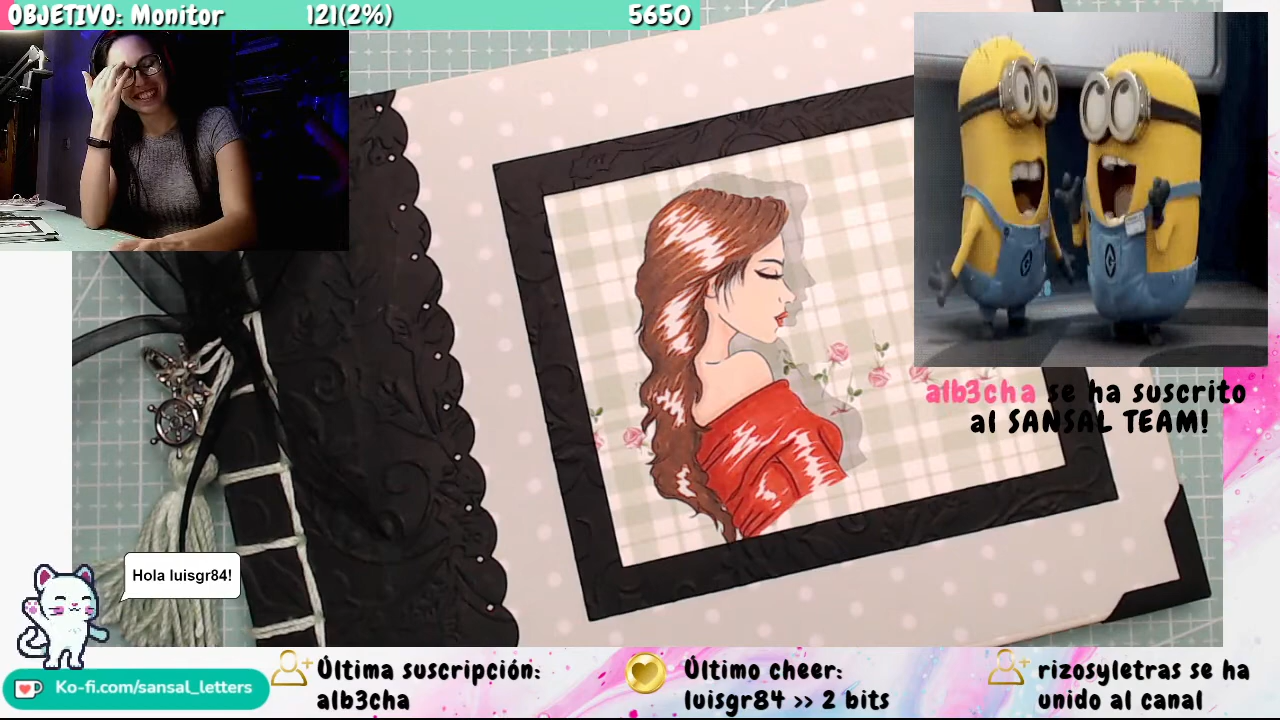 OBJETIVO: Monitor 121(2%) 5650
alb3cha se ha suscrito
al SANSAL TEAM!
Hola luisgr84!
Ko-fi.com/sansal_letters
Última suscripción:
alb3cha
Último cheer:
luisgr84 >> 2 bits
rizosyletras se ha
unido al canal